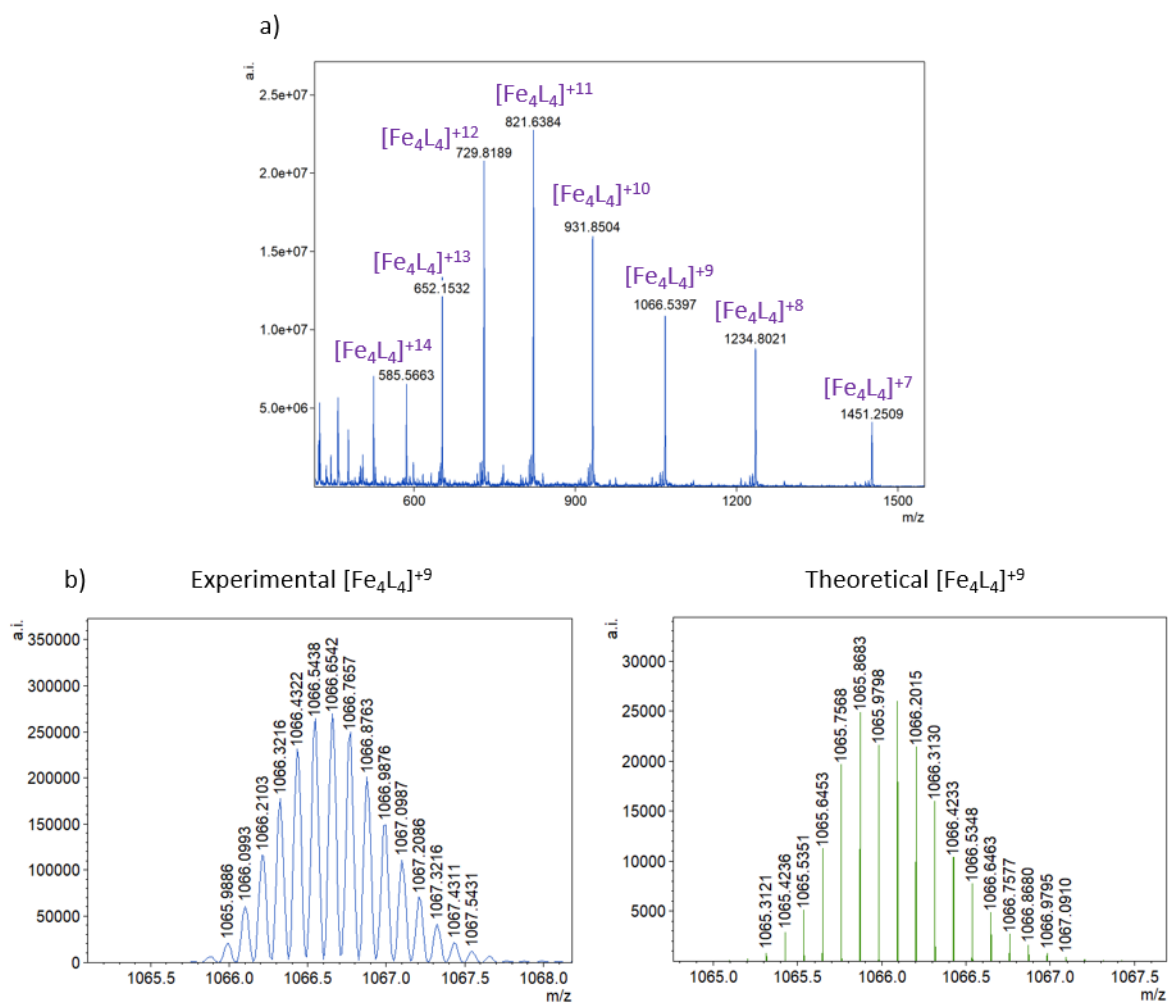 a)
a.i.
2.5e+07
2.0e+07
1.5e+07
1.0e+07
5.0e+06
[Fe₄L₄]⁺¹⁴
585.5663
[Fe₄L₄]⁺¹³
652.1532
[Fe₄L₄]⁺¹²
729.8189
[Fe₄L₄]⁺¹¹
821.6384
[Fe₄L₄]⁺¹⁰
931.8504
[Fe₄L₄]⁺⁹
1066.5397
[Fe₄L₄]⁺⁸
1234.8021
[Fe₄L₄]⁺⁷
1451.2509
600 900 1200 1500
m/z
b) Experimental [Fe₄L₄]⁺⁹
a.i.
350000
300000
250000
200000
150000
100000
50000
0
1065.9886
1066.0993
1066.2103
1066.3216
1066.4322
1066.5438
1066.6542
1066.7657
1066.8763
1066.9876
1067.0987
1067.2086
1067.3216
1067.4311
1067.5431
1065.5 1066.0 1066.5 1067.0 1067.5 1068.0 1068.2
m/z
Theoretical [Fe₄L₄]⁺⁹
a.i.
30000
25000
20000
15000
10000
5000
1065.3121
1065.4236
1065.5351
1065.6453
1065.7568
1065.8683
1065.9798
1066.2015
1066.3130
1066.4233
1066.5348
1066.6463
1066.7577
1066.8680
1066.9795
1067.0910
1065.0 1065.5 1066.0 1066.5 1067.0 1067.5
m/z